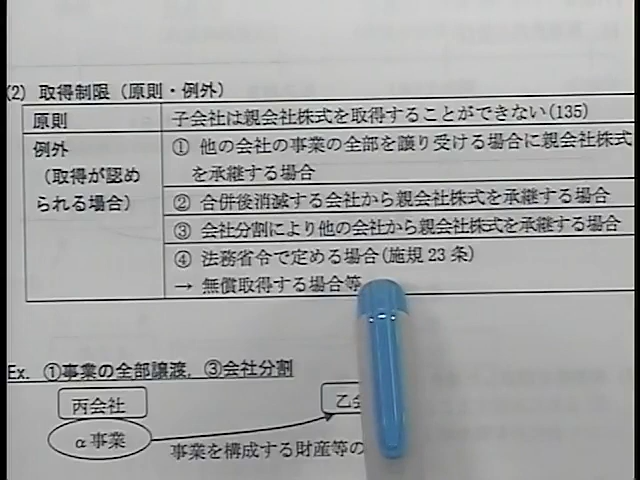 (2) 取得制限（原則・例外）
原則
子会社は親会社株式を取得することができない(135)
例外
（取得が認め
られる場合）
① 他の会社の事業の全部を譲り受ける場合に親会社株式
を承継する場合
② 合併後消滅する会社から親会社株式を承継する場合
③ 会社分割により他の会社から親会社株式を承継する場合
④ 法務省令で定める場合(施規 23 条)
→ 無償取得する場合等
Ex. ①事業の全部譲渡, ③会社分割
丙会社
乙会
α事業
事業を構成する財産等の